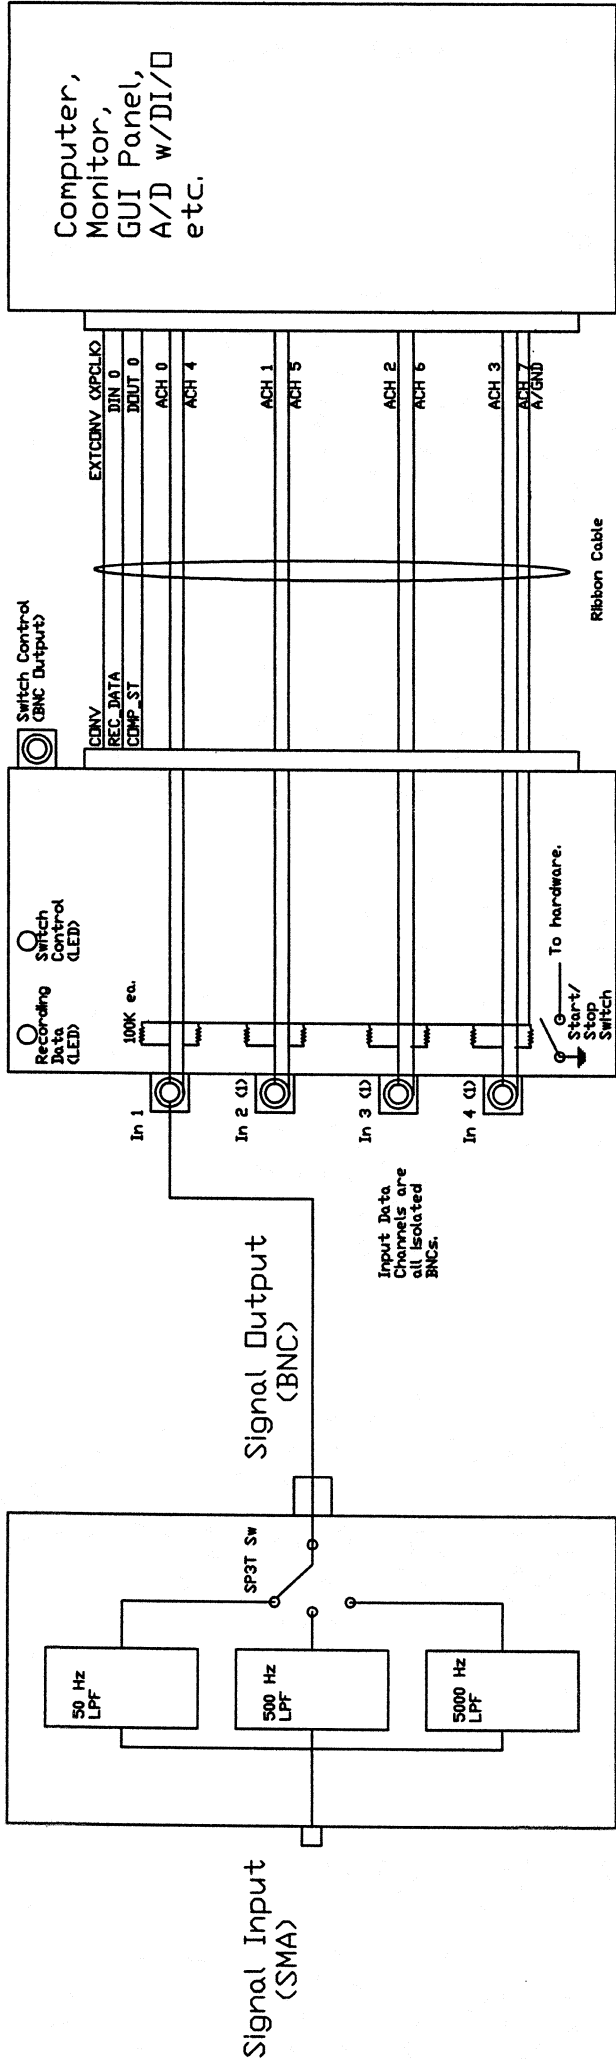 Signal Input
(SMA)
50 Hz
LPF
500 Hz
LPF
5000 Hz
LPF
SP3T Sw
Signal Output
(BNC)
Input Data
Channels are
all isolated
BNCs.
In 1
In 2 (1)
In 3 (1)
In 4 (1)
Recording
Data
(LED)
Switch
Control
(LED)
100K ea.
Start/
Stop
Switch
To hardware.
Switch Control
(BNC Output)
CONV
REC_DATA
COMP_ST
EXTCONV (XPCLK)
DIN 0
DOUT 0
ACH 0
ACH 4
ACH 1
ACH 5
ACH 2
ACH 6
ACH 3
ACH 7
A/GND
Ribbon Cable
Computer,
Monitor,
GUI Panel,
A/D w/DI/O
etc.